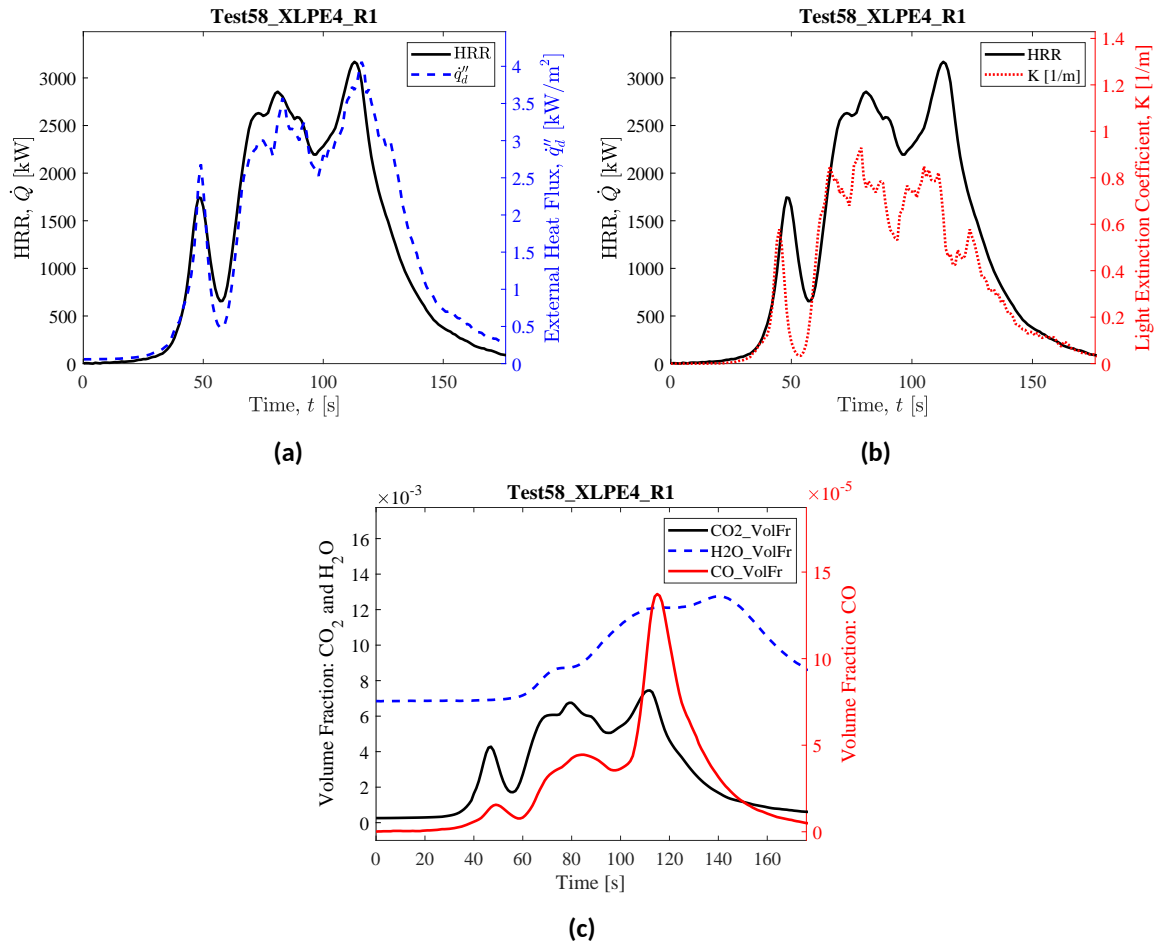 Test58_XLPE4_R1
HRR
q̇″_d
HRR, Q̇ [kW]
0
500
1000
1500
2000
2500
3000
External Heat Flux, q̇″_d [kW/m²]
0
0.5
1
1.5
2
2.5
3
3.5
4
0
50
100
150
Time, t [s]
(a)
Test58_XLPE4_R1
HRR
K [1/m]
HRR, Q̇ [kW]
0
500
1000
1500
2000
2500
3000
Light Extinction Coefficient, K [1/m]
0
0.2
0.4
0.6
0.8
1
1.2
1.4
0
50
100
150
Time, t [s]
(b)
Test58_XLPE4_R1
×10⁻³
×10⁻⁵
CO2_VolFr
H2O_VolFr
CO_VolFr
Volume Fraction: CO₂ and H₂O
0
2
4
6
8
10
12
14
16
Volume Fraction: CO
0
5
10
15
0
20
40
60
80
100
120
140
160
Time [s]
(c)